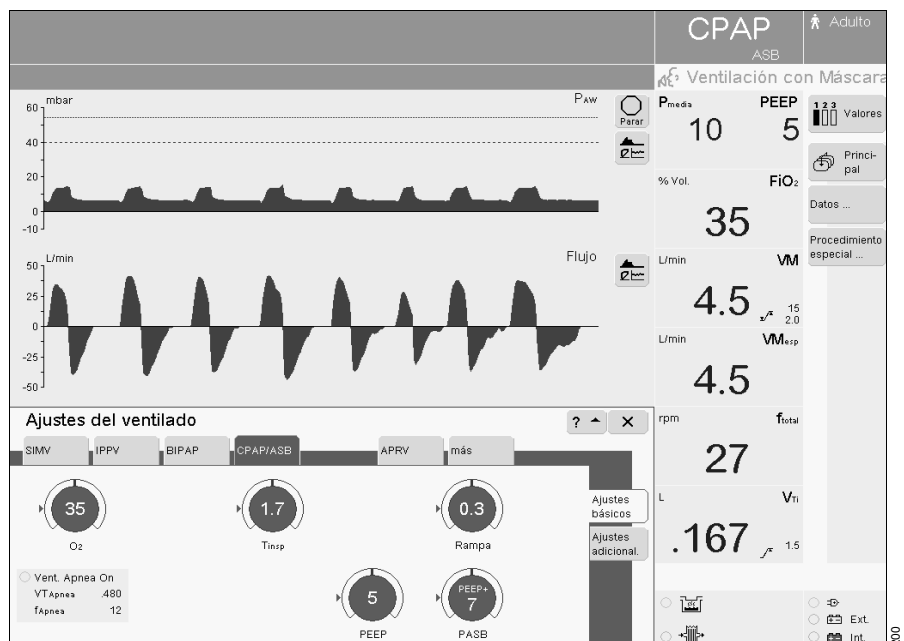 CPAP
ASB
Adulto
Ventilación con Máscara
mbar
PAW
60
40
20
0
-10
Parar
L/min
Flujo
50
25
0
-25
-50
Pmedia
PEEP
10
5
% Vol.
FiO2
35
L/min
VM
4.5
15
2.0
L/min
VMesp
4.5
rpm
ftotal
27
L
VTi
.167
1.5
1 2 3
Valores
Princi-
pal
Datos ...
Procedimiento
especial ...
Ext.
Int.
Ajustes del ventilado
?
X
SIMV
IPPV
BIPAP
CPAP/ASB
APRV
más
35
O2
1.7
Tinsp
0.3
Rampa
Ajustes
básicos
Ajustes
adicional.
Vent. Apnea On
VTApnea .480
fApnea 12
5
PEEP
PEEP+
7
PASB